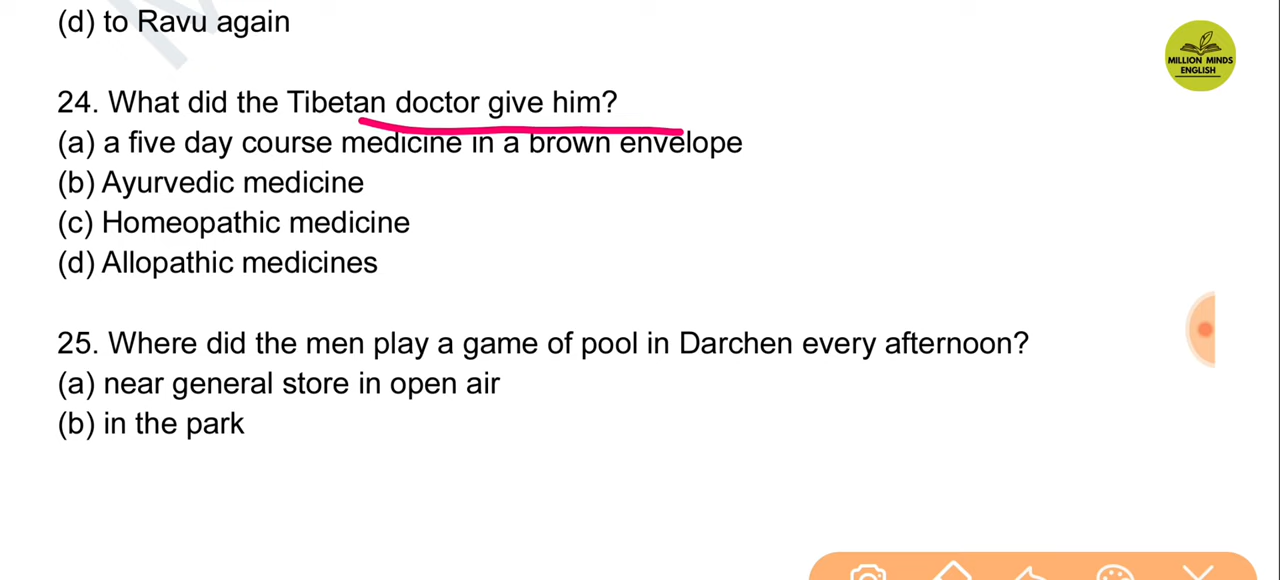 (d) to Ravu again
MILLION MINDS
ENGLISH
24. What did the Tibetan doctor give him?
(a) a five day course medicine in a brown envelope
(b) Ayurvedic medicine
(c) Homeopathic medicine
(d) Allopathic medicines
25. Where did the men play a game of pool in Darchen every afternoon?
(a) near general store in open air
(b) in the park